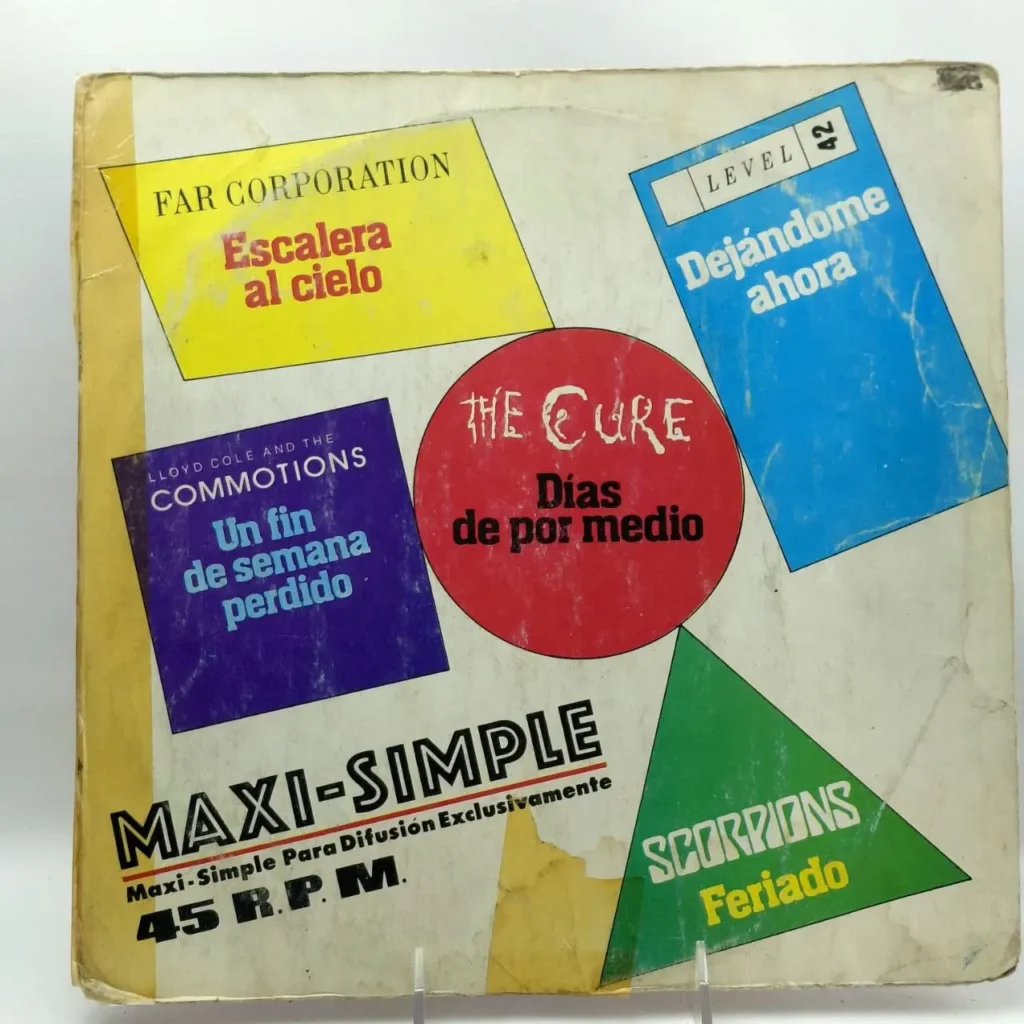 FAR CORPORATION
Escalera
al cielo
LEVEL 42
Dejándome
ahora
THE CURE
Días
de por medio
LLOYD COLE AND THE
COMMOTIONS
Un fin
de semana
perdido
MAXI-SIMPLE
Maxi-Simple Para Difusión Exclusivamente
45 R.P.M.
SCORPIONS
Feriado